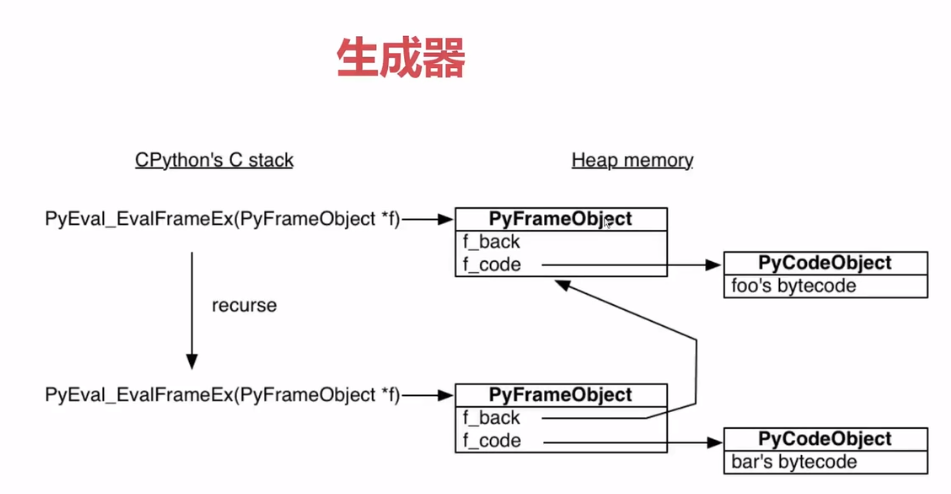 生成器
CPython's C stack
Heap memory
PyEval_EvalFrameEx(PyFrameObject *f)
PyFrameObject
f_back
f_code
PyCodeObject
foo's bytecode
recurse
PyEval_EvalFrameEx(PyFrameObject *f)
PyFrameObject
f_back
f_code
PyCodeObject
bar's bytecode